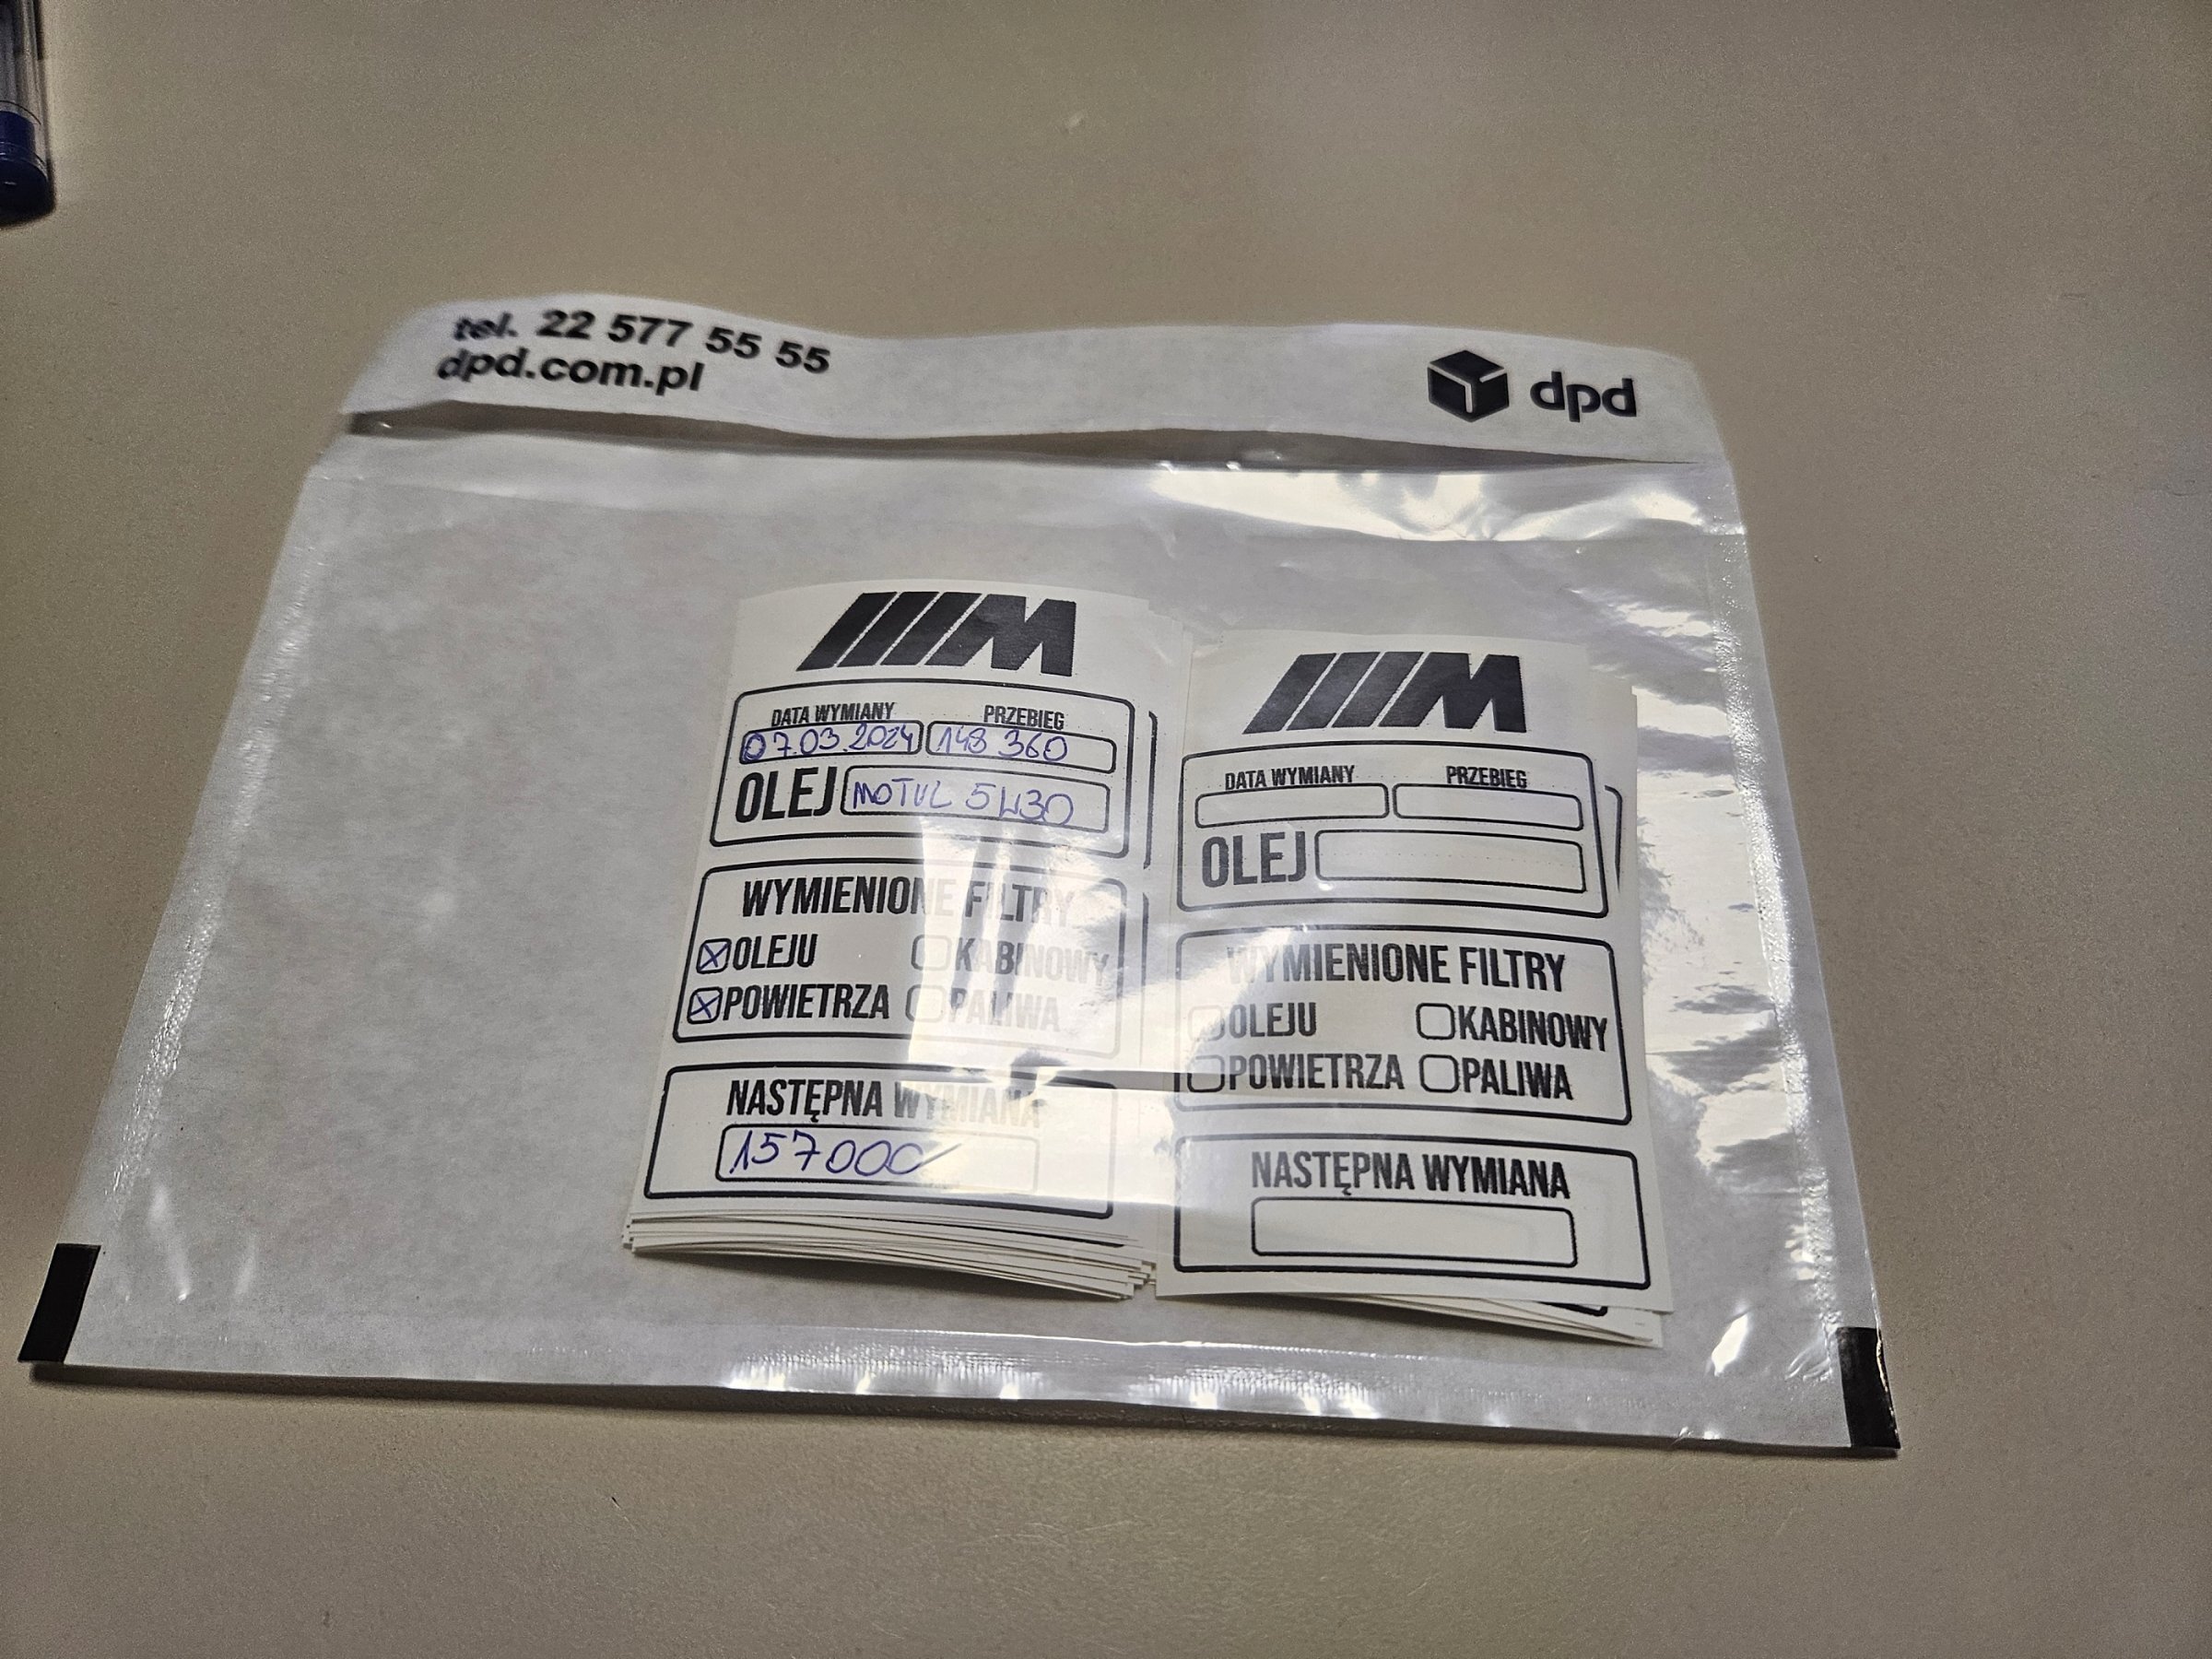 tel. 22 577 55 55
dpd.com.pl
dpd
M
DATA WYMIANY PRZEBIEG
07.03.2024 148 360
OLEJ MOTUL 5W30
WYMIENIONE FILTRY
OLEJU KABINOWY
POWIETRZA PALIWA
NASTĘPNA WYMIANA
157000
M
DATA WYMIANY PRZEBIEG
OLEJ
WYMIENIONE FILTRY
OLEJU KABINOWY
POWIETRZA PALIWA
NASTĘPNA WYMIANA